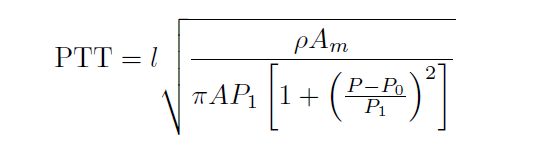 PTT = l √(ρA_m / (πAP_1 [1 + ((P−P_0)/P_1)^2]))